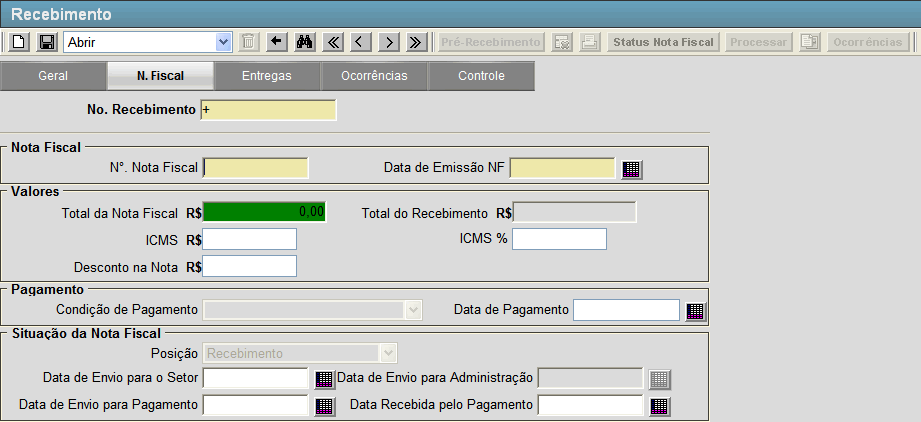 Recebimento
Abrir Pré-Recebimento Status Nota Fiscal Processar Ocorrências
Geral N. Fiscal Entregas Ocorrências Controle
No. Recebimento +
Nota Fiscal
N°. Nota Fiscal Data de Emissão NF
Valores
Total da Nota Fiscal R$ 0,00 Total do Recebimento R$
ICMS R$ ICMS %
Desconto na Nota R$
Pagamento
Condição de Pagamento Data de Pagamento
Situação da Nota Fiscal
Posição Recebimento
Data de Envio para o Setor Data de Envio para Administração
Data de Envio para Pagamento Data Recebida pelo Pagamento